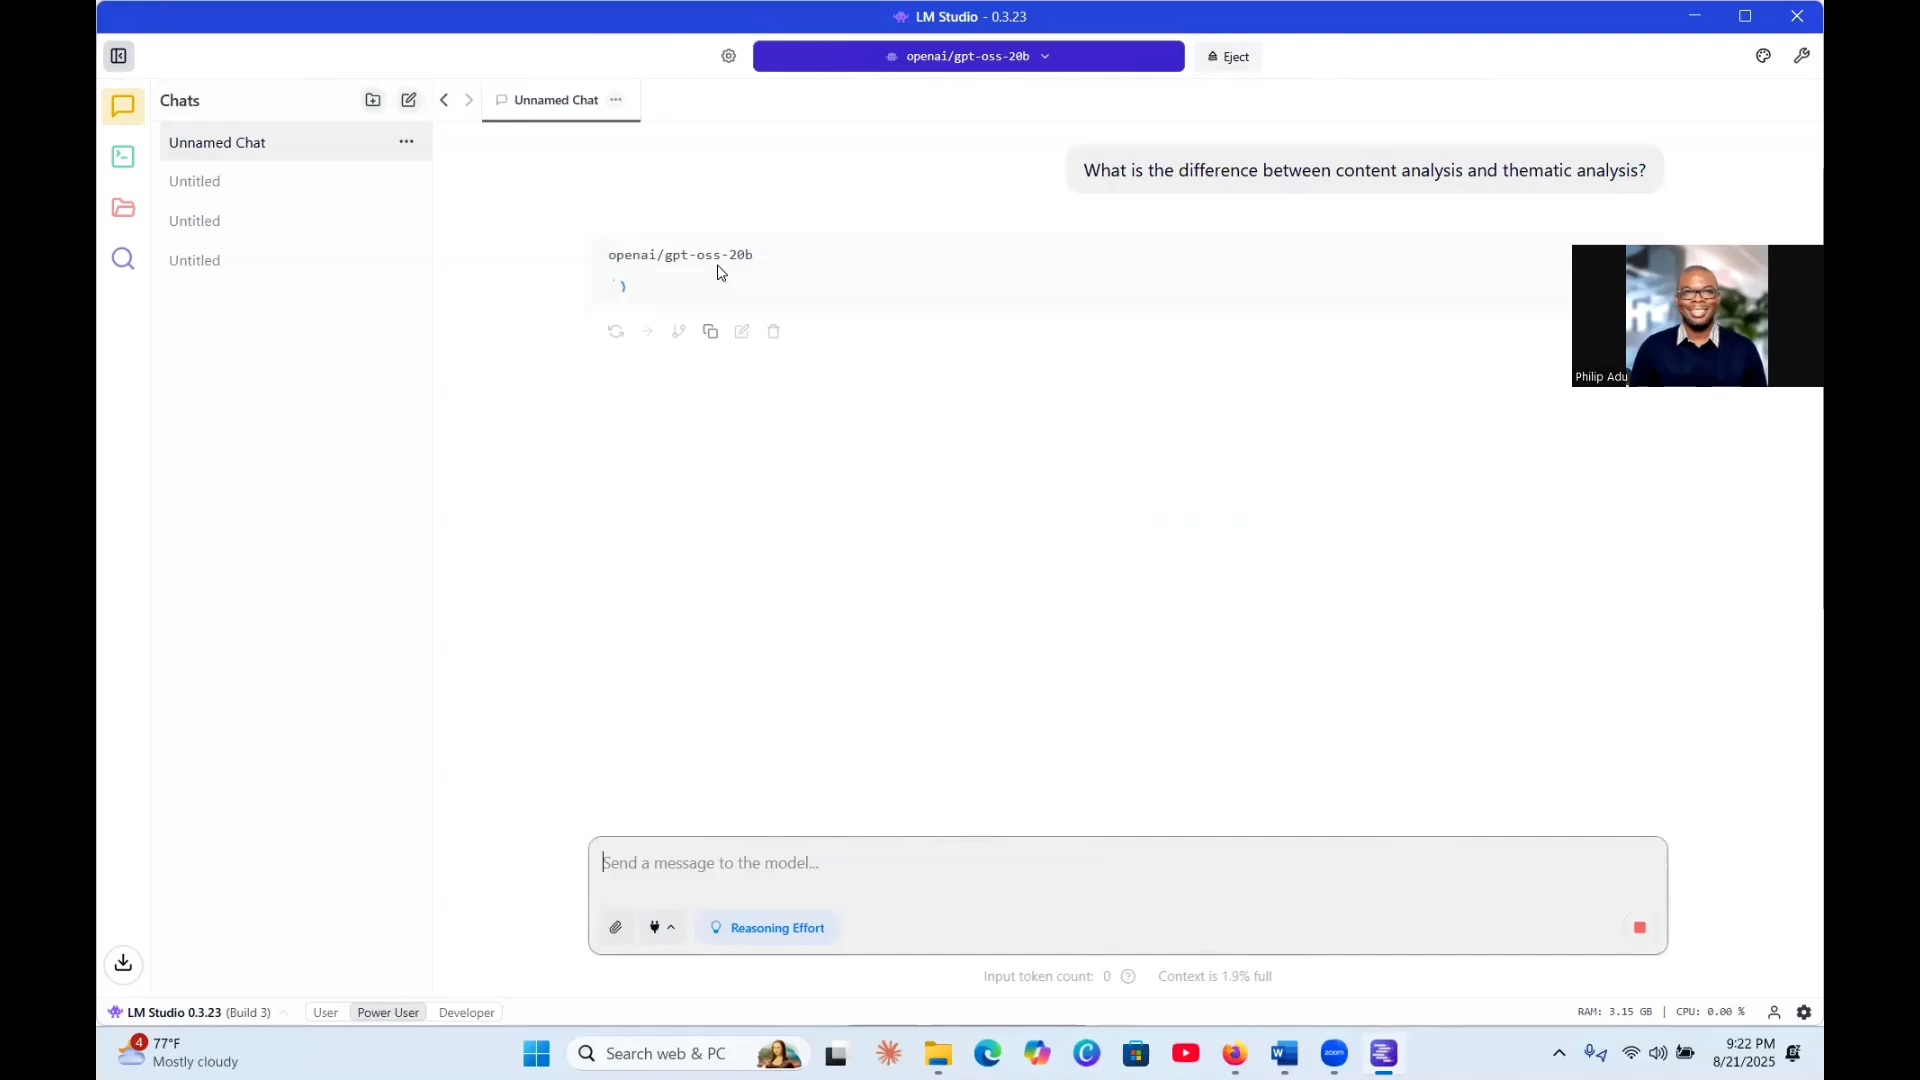 LM Studio - 0.3.23
openai/gpt-oss-20b
Eject
Chats
Unnamed Chat
Unnamed Chat
Untitled
Untitled
Untitled
What is the difference between content analysis and thematic analysis?
openai/gpt-oss-20b
Philip Adu
Send a message to the model...
Reasoning Effort
Input token count: 0
Context is 1.9% full
LM Studio 0.3.23 (Build 3)
User
Power User
Developer
RAM: 3.15 GB | CPU: 0.00 %
4
77°F
Mostly cloudy
Search web & PC
zoom
9:22 PM
8/21/2025